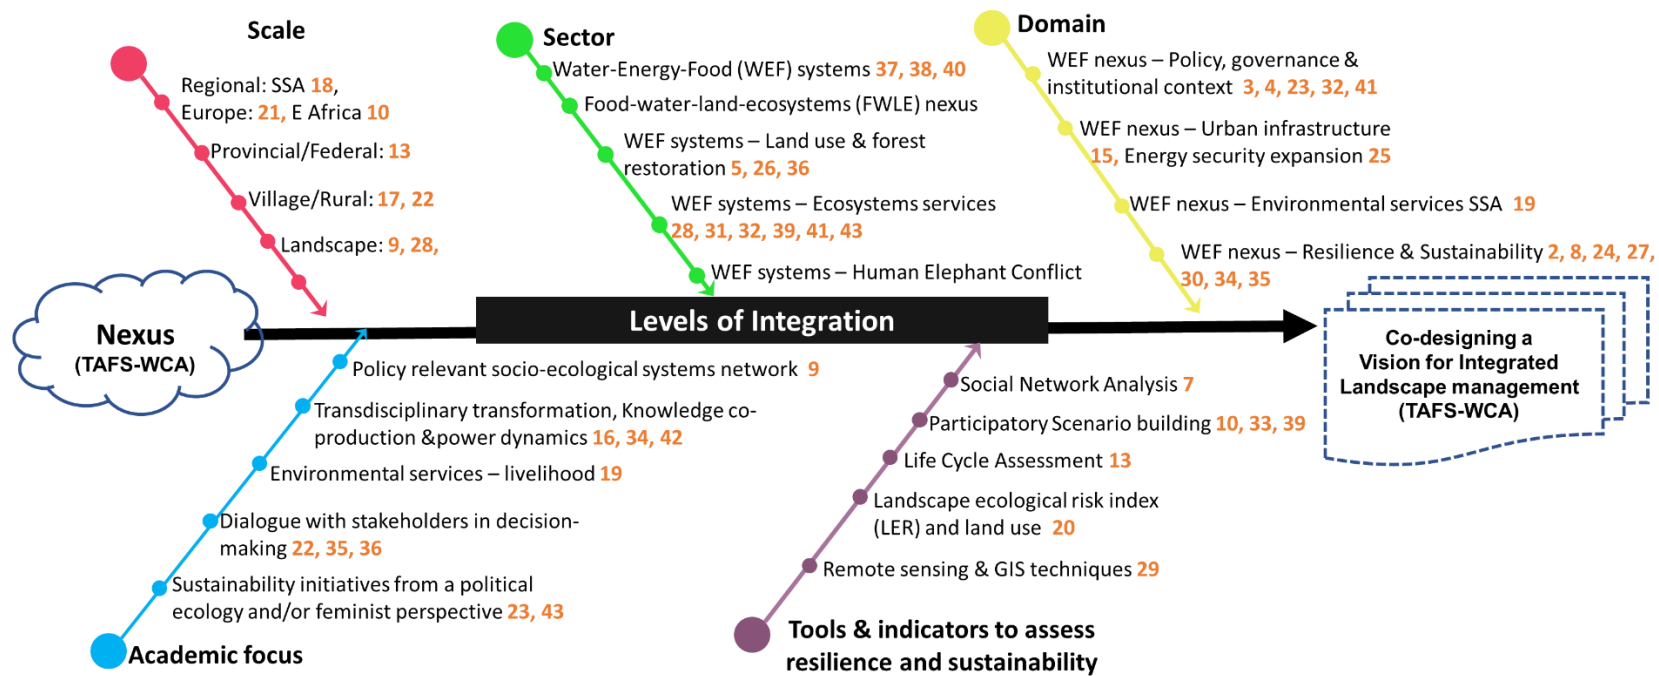 Scale
Regional: SSA 18,
Europe: 21, E Africa 10
Provincial/Federal: 13
Village/Rural: 17, 22
Landscape: 9, 28,
Sector
Water-Energy-Food (WEF) systems 37, 38, 40
Food-water-land-ecosystems (FWLE) nexus
WEF systems – Land use & forest
restoration 5, 26, 36
WEF systems – Ecosystems services
28, 31, 32, 39, 41, 43
WEF systems – Human Elephant Conflict
Domain
WEF nexus – Policy, governance &
institutional context 3, 4, 23, 32, 41
WEF nexus – Urban infrastructure
15, Energy security expansion 25
WEF nexus – Environmental services SSA 19
WEF nexus – Resilience & Sustainability 2, 8, 24, 27,
30, 34, 35
Nexus
(TAFS-WCA)
Levels of Integration
Co-designing a
Vision for Integrated
Landscape management
(TAFS-WCA)
Policy relevant socio-ecological systems network 9
Transdisciplinary transformation, Knowledge co-
production &power dynamics 16, 34, 42
Environmental services – livelihood 19
Dialogue with stakeholders in decision-
making 22, 35, 36
Sustainability initiatives from a political
ecology and/or feminist perspective 23, 43
Academic focus
Social Network Analysis 7
Participatory Scenario building 10, 33, 39
Life Cycle Assessment 13
Landscape ecological risk index
(LER) and land use 20
Remote sensing & GIS techniques 29
Tools & indicators to assess
resilience and sustainability